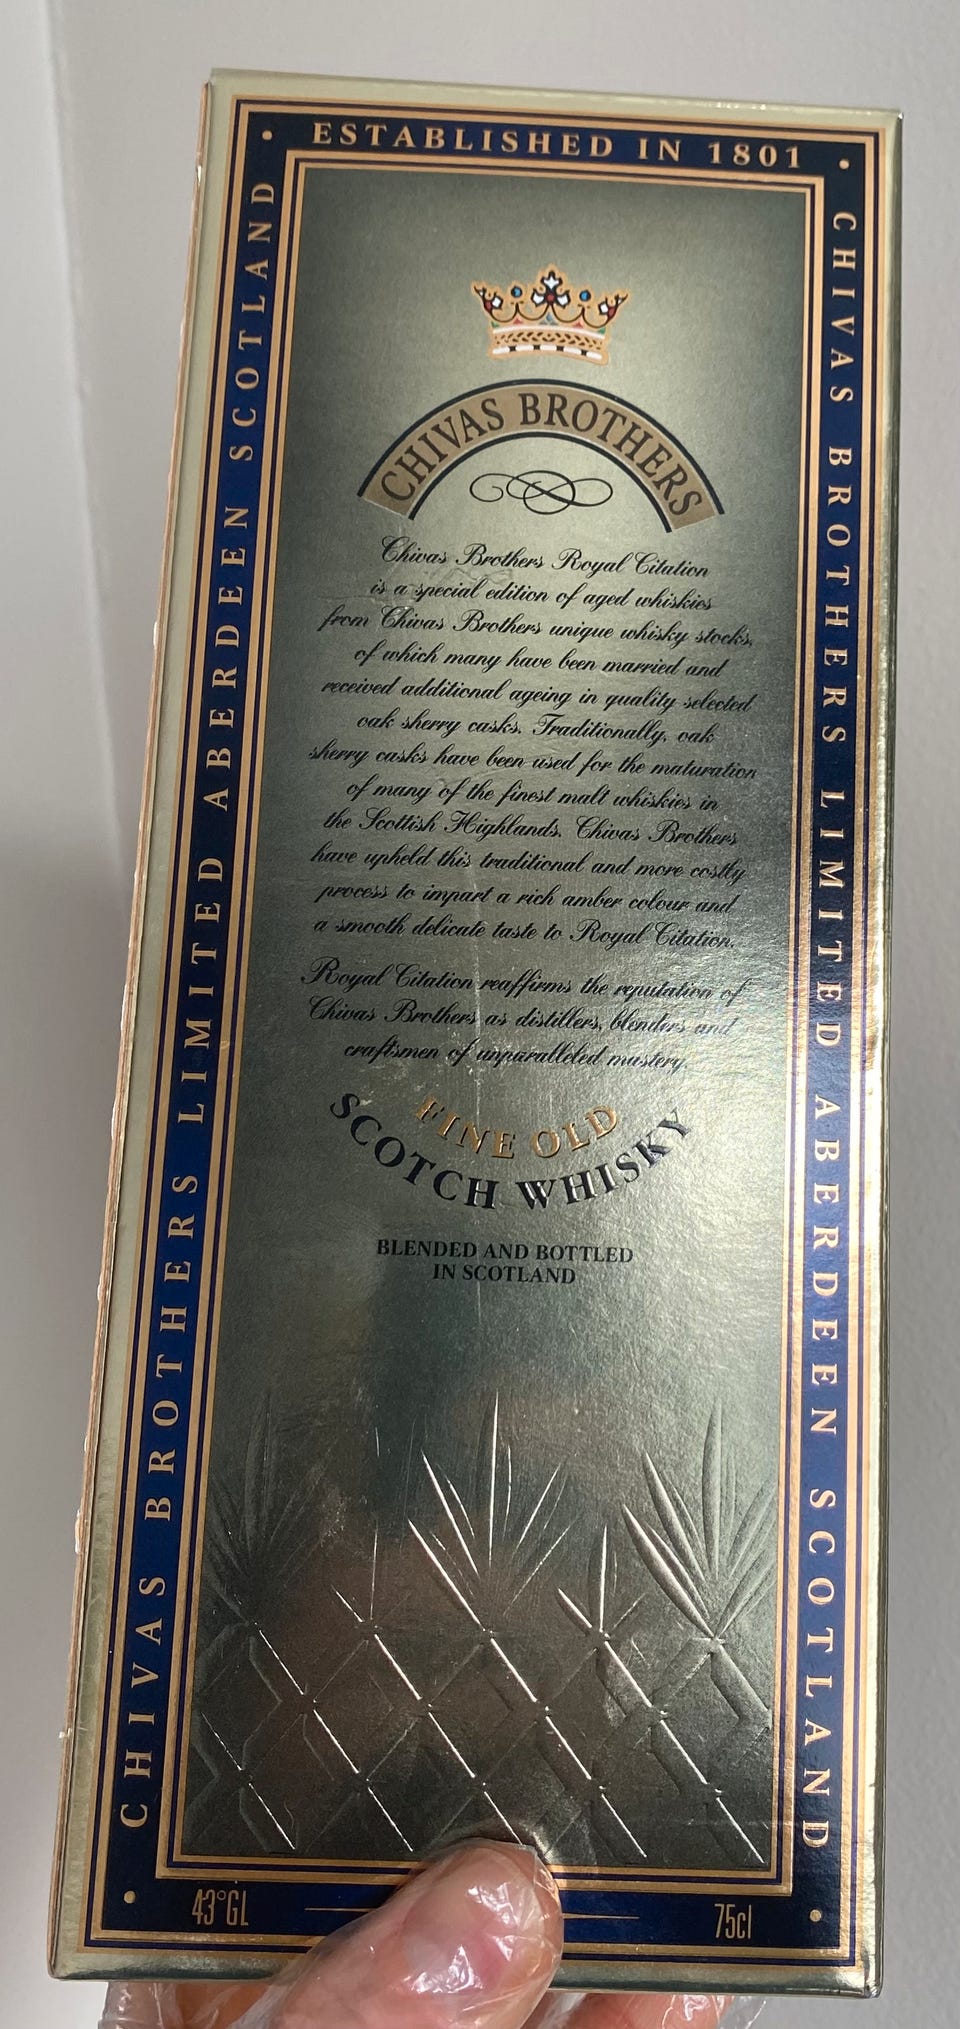 • ESTABLISHED IN 1801 •
CHIVAS BROTHERS LIMITED ABERDEEN SCOTLAND
CHIVAS BROTHERS LIMITED ABERDEEN SCOTLAND
CHIVAS BROTHERS
Chivas Brothers Royal Citation
is a special edition of aged whiskies
from Chivas Brothers unique whisky stocks,
of which many have been married and
received additional ageing in quality selected
oak sherry casks. Traditionally, oak
sherry casks have been used for the maturation
of many of the finest malt whiskies in
the Scottish Highlands. Chivas Brothers
have upheld this traditional and more costly
process to impart a rich amber colour and
a smooth delicate taste to Royal Citation.
Royal Citation reaffirms the reputation of
Chivas Brothers as distillers, blenders and
craftsmen of unparalleled mastery.
FINE OLD
SCOTCH WHISKY
BLENDED AND BOTTLED
IN SCOTLAND
• 43°GL 75cl •